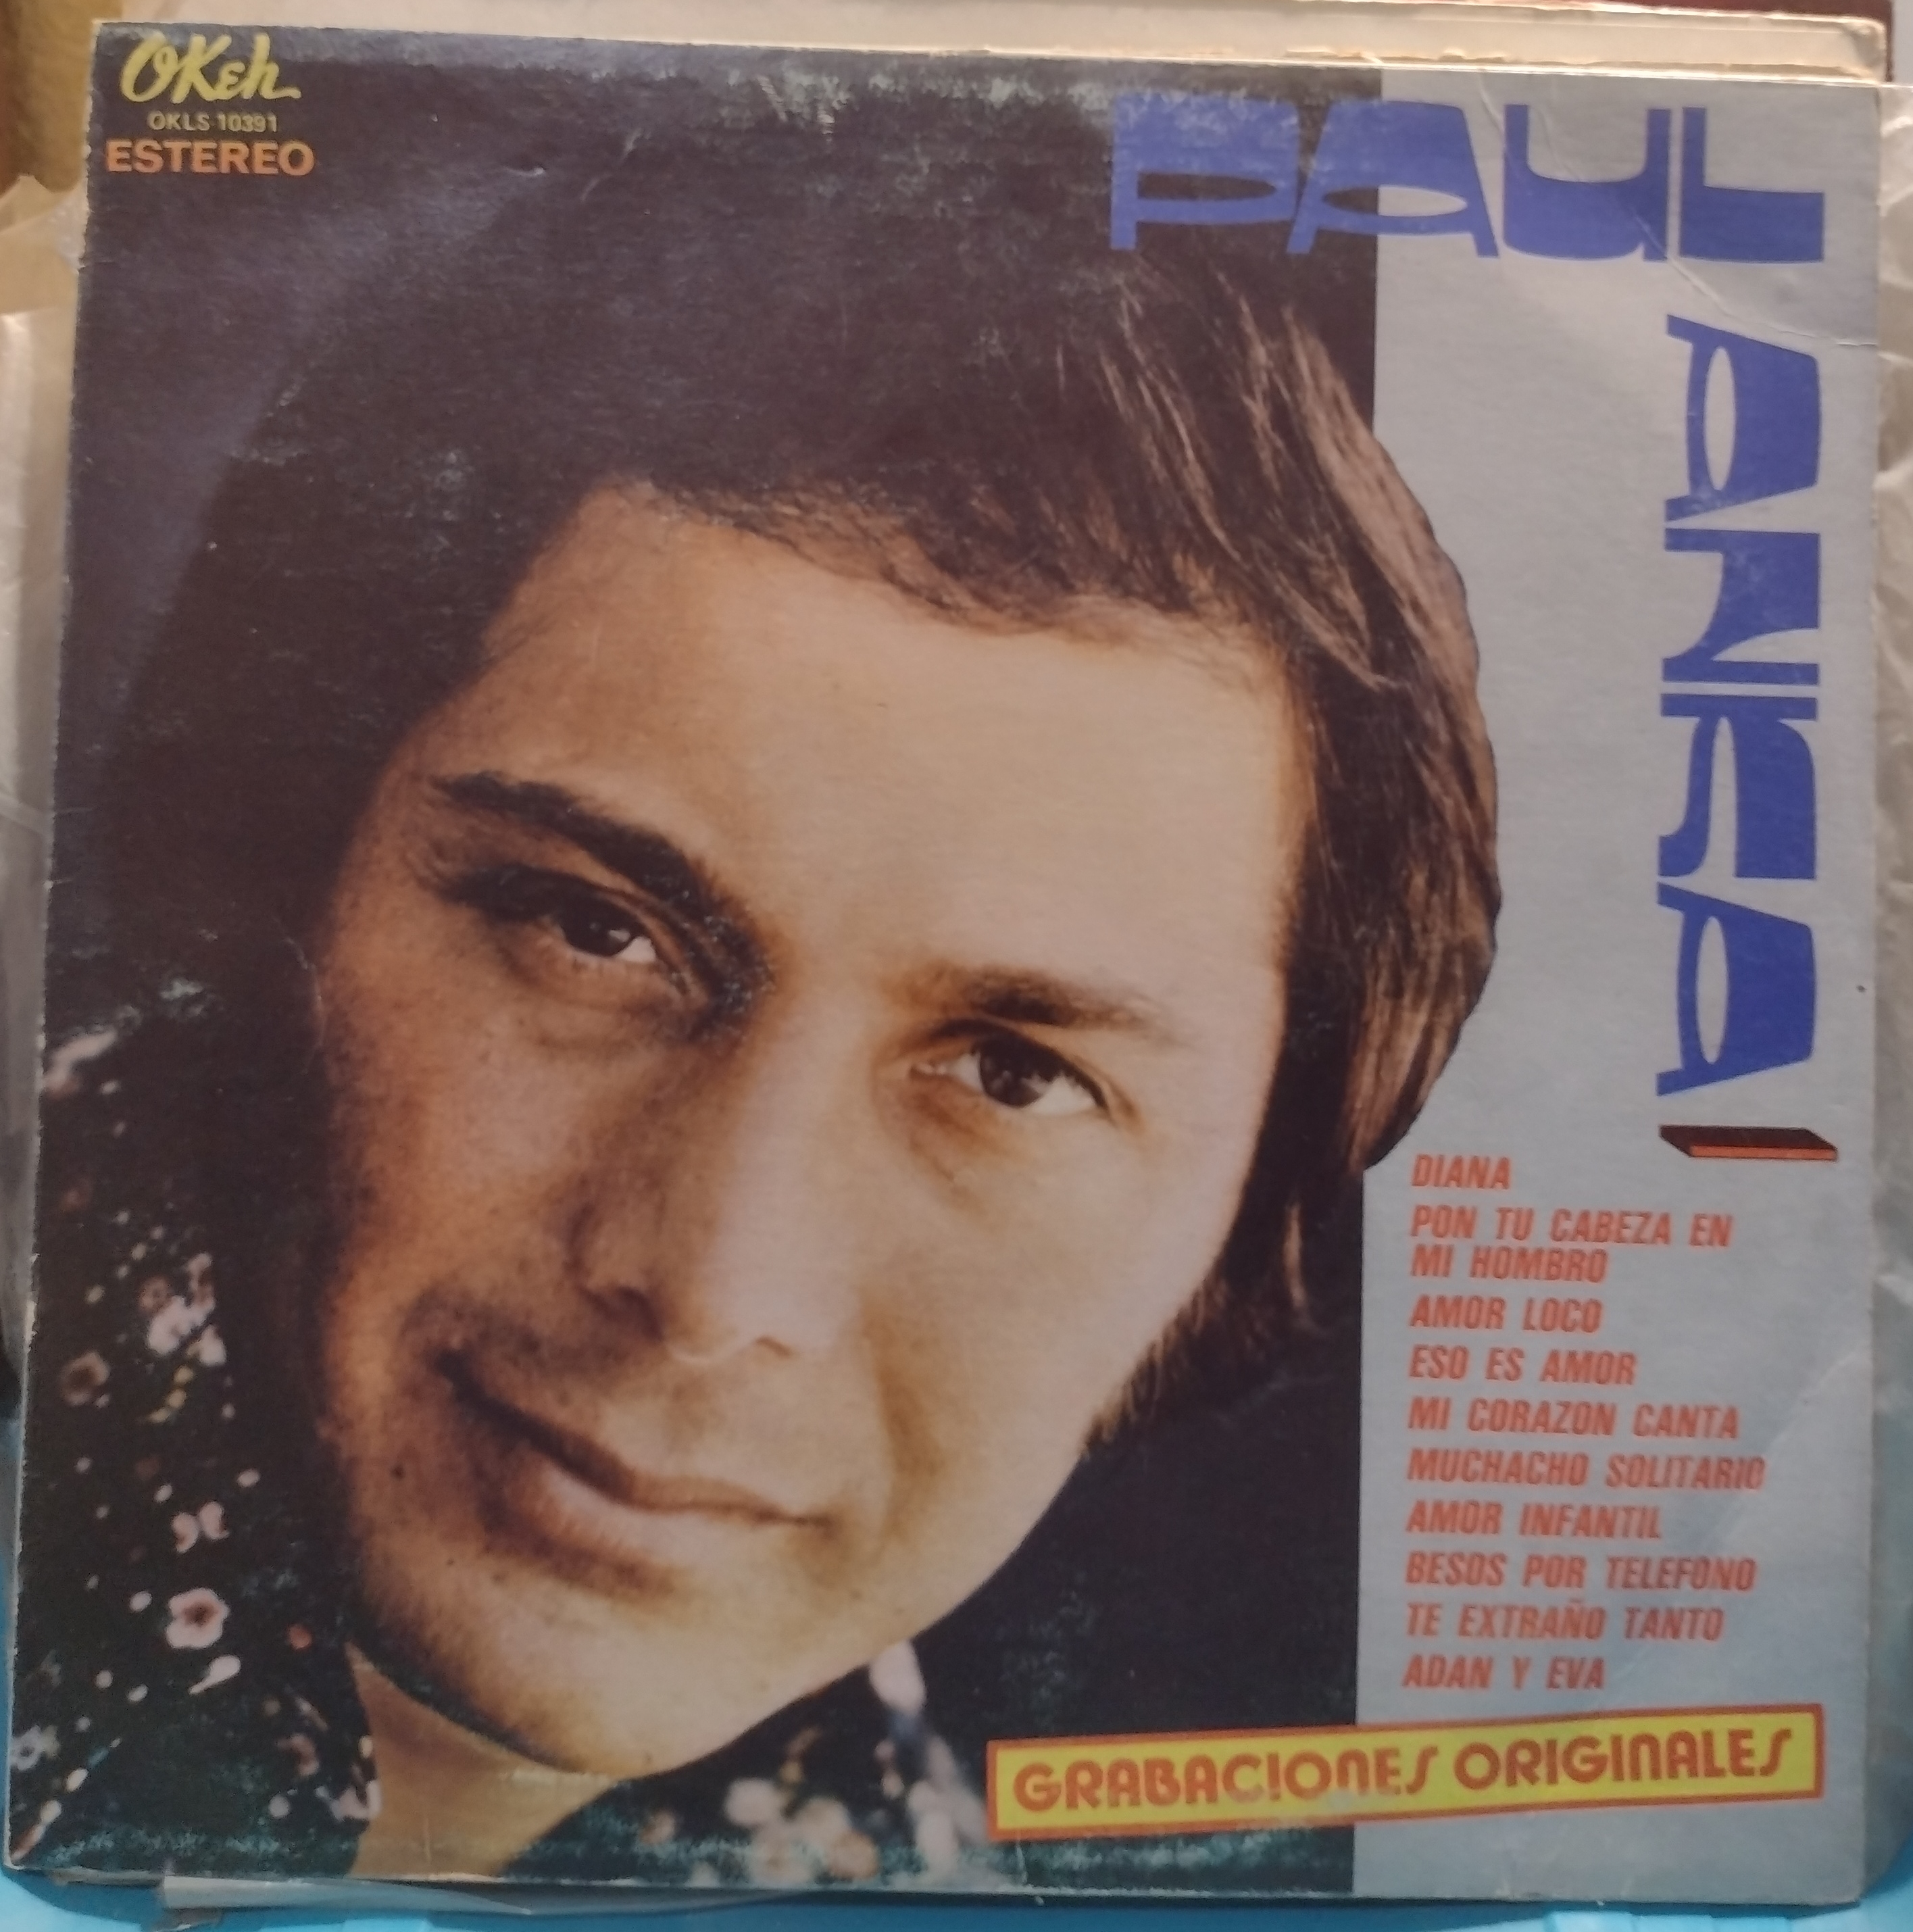 OKeh
OKLS 10391
ESTEREO
PAUL
ANKA
DIANA
PON TU CABEZA EN
MI HOMBRO
AMOR LOCO
ESO ES AMOR
MI CORAZON CANTA
MUCHACHO SOLITARIO
AMOR INFANTIL
BESOS POR TELEFONO
TE EXTRAÑO TANTO
ADAN Y EVA
GRABACIONES ORIGINALES